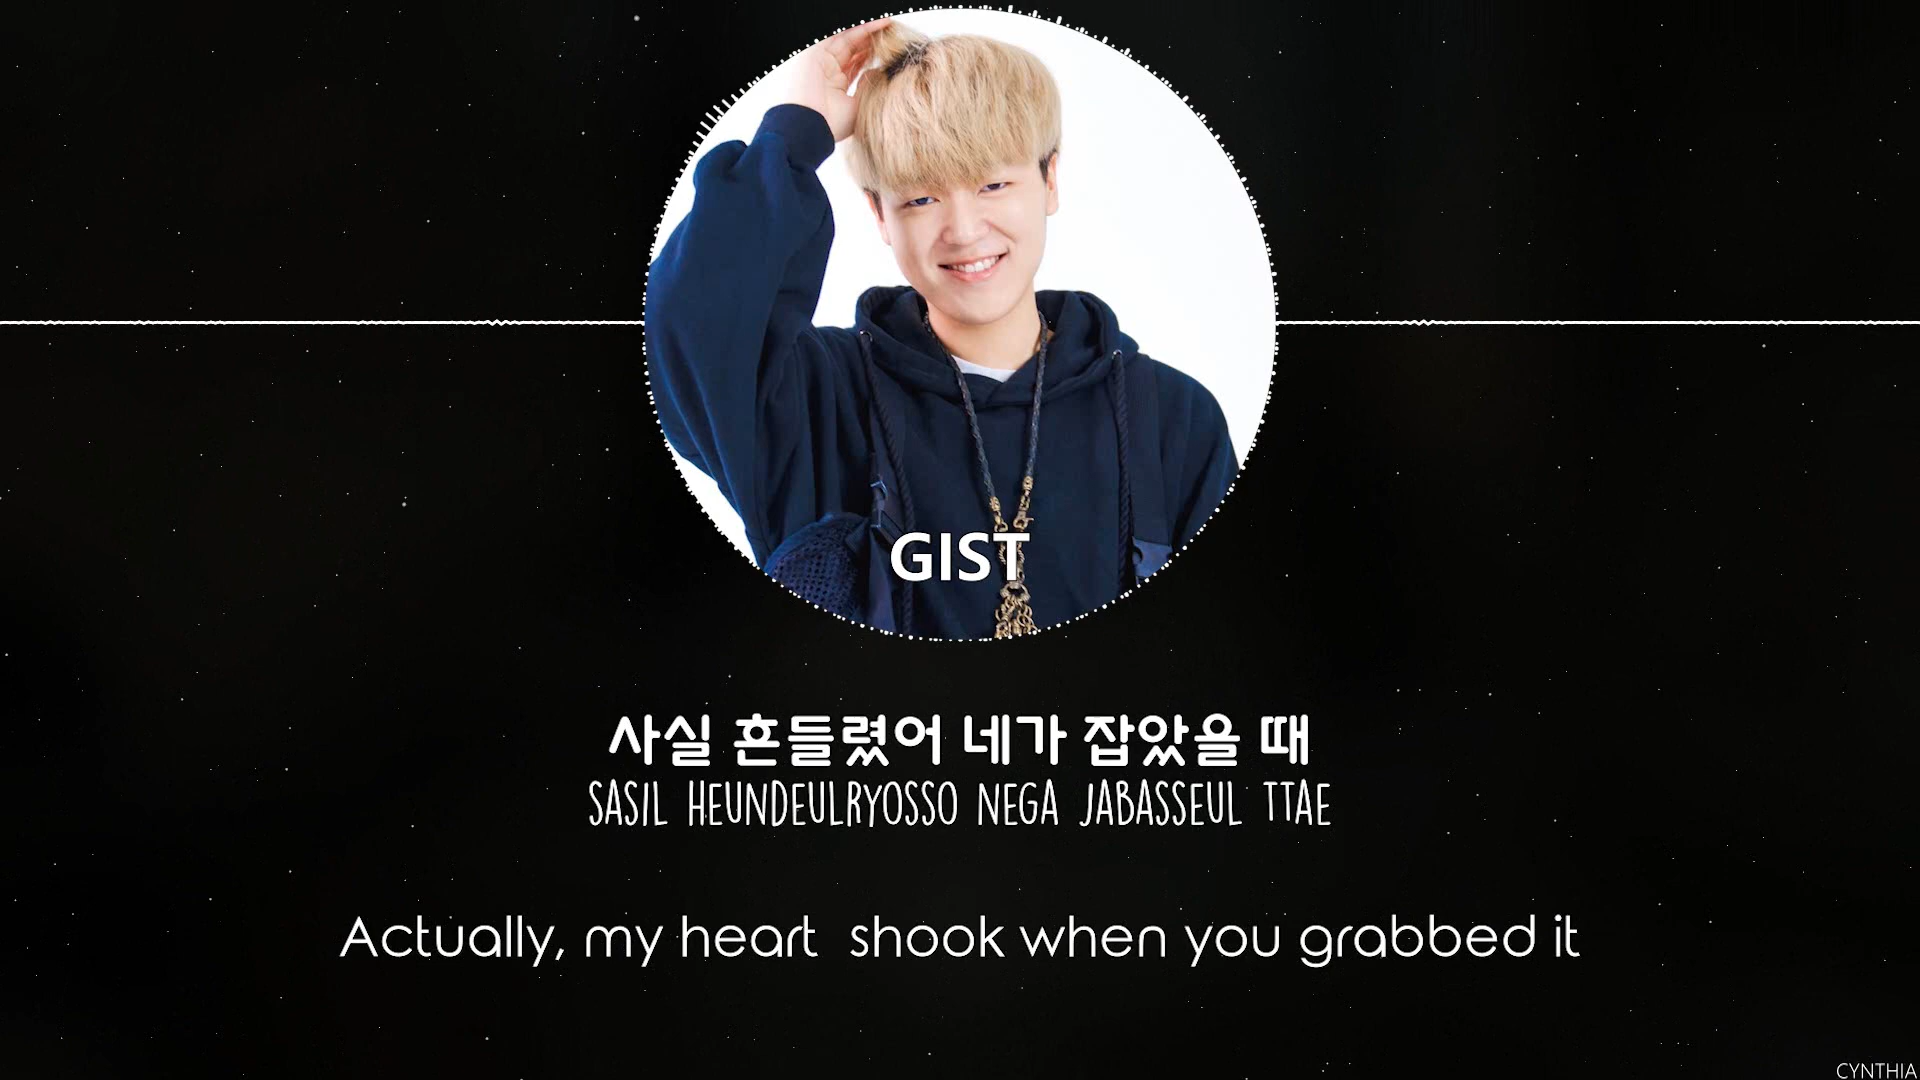 GIST
사실 흔들렸어 네가 잡았을 때
SASIL HEUNDEULRYOSSO NEGA JABASSEUL TTAE
Actually, my heart  shook when you grabbed it
CYNTHIA